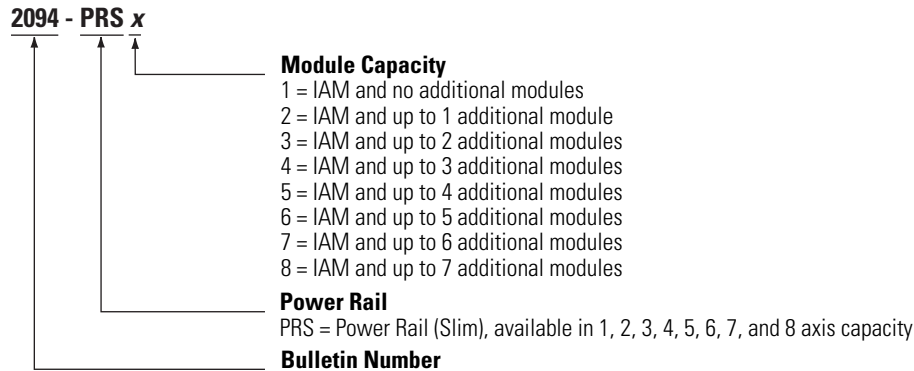 2094 - PRS x
Module Capacity
1 = IAM and no additional modules
2 = IAM and up to 1 additional module
3 = IAM and up to 2 additional modules
4 = IAM and up to 3 additional modules
5 = IAM and up to 4 additional modules
6 = IAM and up to 5 additional modules
7 = IAM and up to 6 additional modules
8 = IAM and up to 7 additional modules
Power Rail
PRS = Power Rail (Slim), available in 1, 2, 3, 4, 5, 6, 7, and 8 axis capacity
Bulletin Number